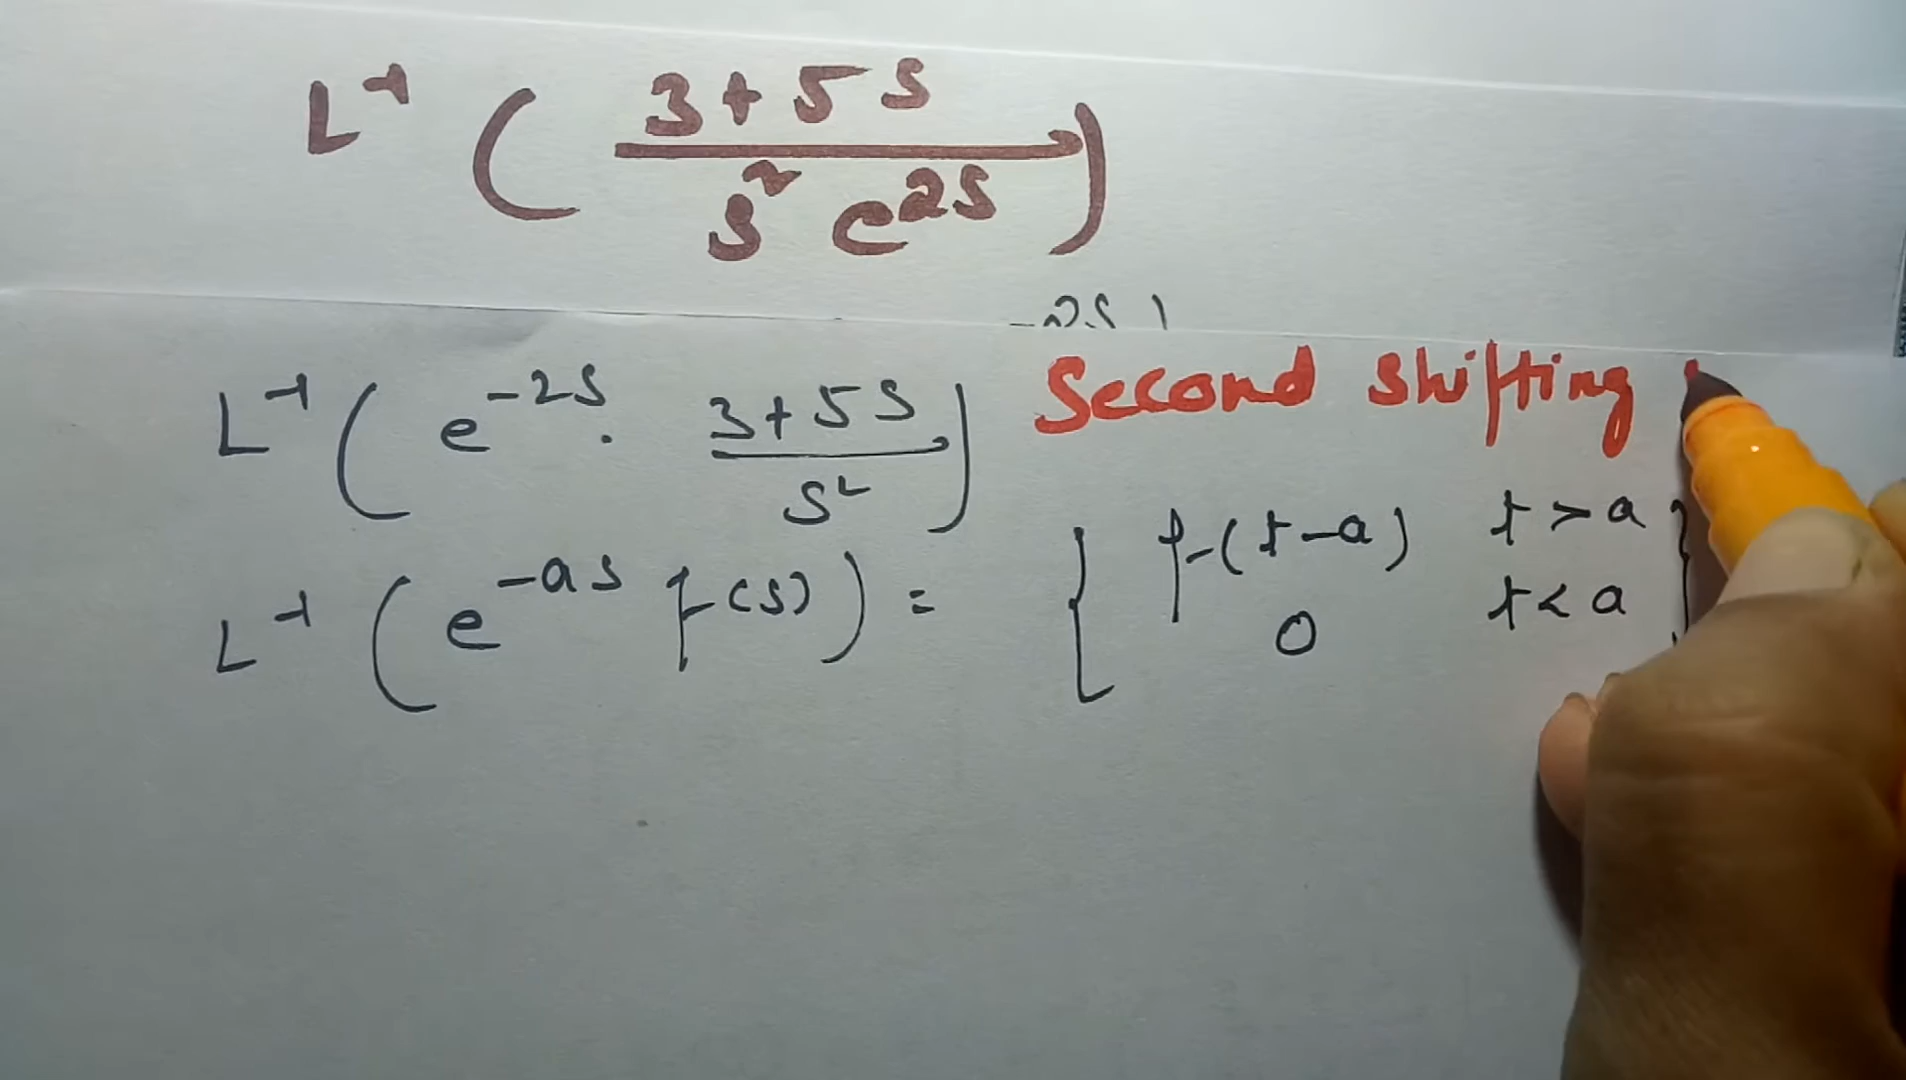 L⁻¹ ( (3+5s) / (s² e^{2s}) )
Second shifting
L⁻¹ ( e^{-2s} · (3+5s) / s² )
L⁻¹ ( e^{-as} f(s) ) = { f(t-a) t>a
0 t<a }